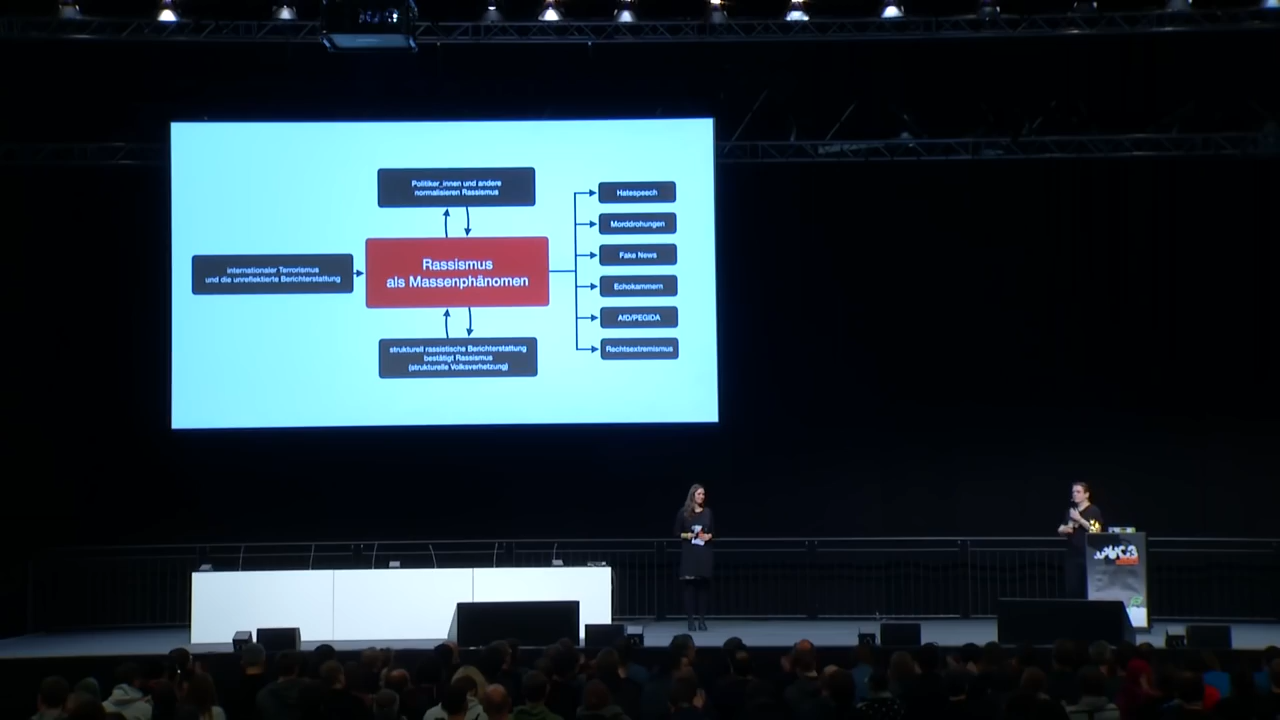 Politiker_innen und andere
normalisieren Rassismus
internationaler Terrorismus
und die unreflektierte Berichterstattung
Rassismus
als Massenphänomen
strukturell rassistische Berichterstattung
bestätigt Rassismus
(strukturelle Volksverhetzung)
Hatespeech
Morddrohungen
Fake News
Echokammern
AfD/PEGIDA
Rechtsextremismus